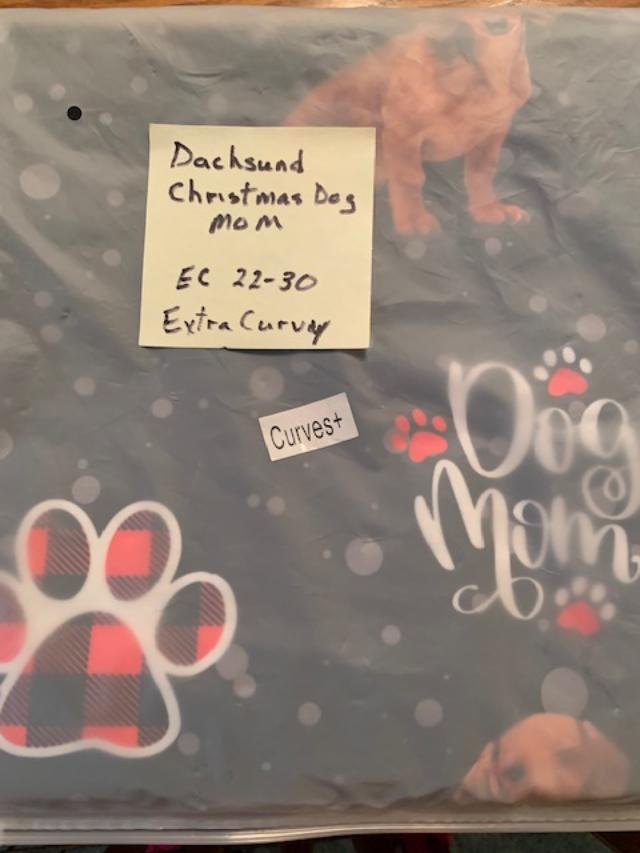 Dachsund
Christmas Dog
Mom
EC 22-30
Extra Curvy
Curves+
Dog
Mom